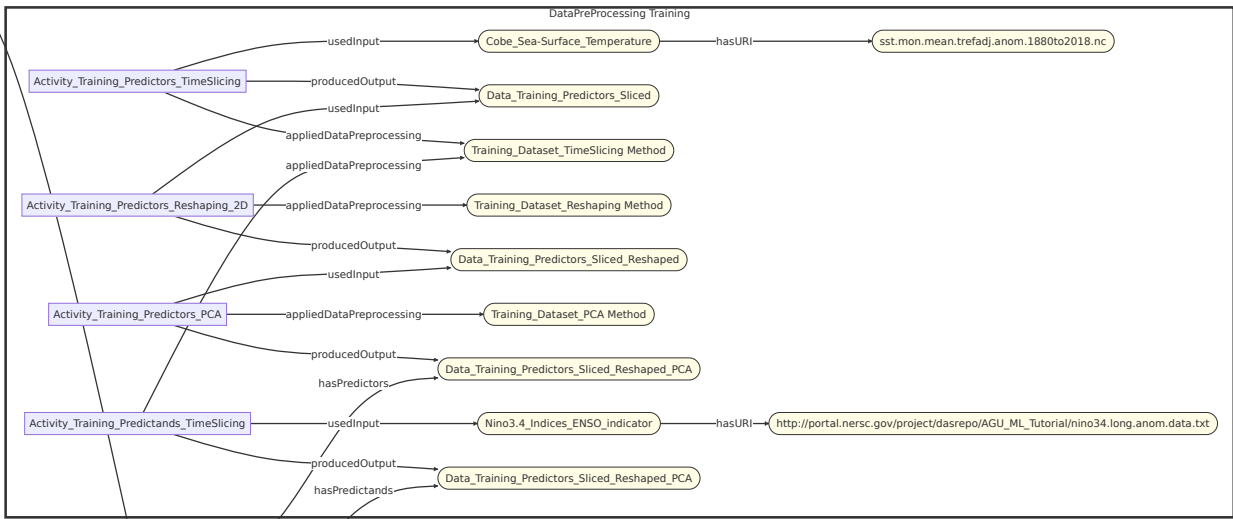 DataPreProcessing Training
usedInput
Cobe_Sea-Surface_Temperature
hasURI
sst.mon.mean.trefadj.anom.1880to2018.nc
Activity_Training_Predictors_TimeSlicing
producedOutput
Data_Training_Predictors_Sliced
usedInput
appliedDataPreprocessing
Training_Dataset_TimeSlicing Method
appliedDataPreprocessing
Activity_Training_Predictors_Reshaping_2D
appliedDataPreprocessing
Training_Dataset_Reshaping Method
producedOutput
Data_Training_Predictors_Sliced_Reshaped
usedInput
Activity_Training_Predictors_PCA
appliedDataPreprocessing
Training_Dataset_PCA Method
producedOutput
Data_Training_Predictors_Sliced_Reshaped_PCA
hasPredictors
Activity_Training_Predictands_TimeSlicing
usedInput
Nino3.4_Indices_ENSO_indicator
hasURI
http://portal.nersc.gov/project/dasrepo/AGU_ML_Tutorial/nino34.long.anom.data.txt
producedOutput
Data_Training_Predictors_Sliced_Reshaped_PCA
hasPredictands